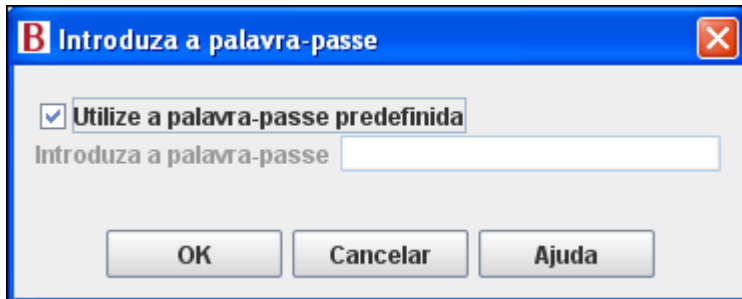 B Introduza a palavra-passe
Utilize a palavra-passe predefinida
Introduza a palavra-passe
OK Cancelar Ajuda